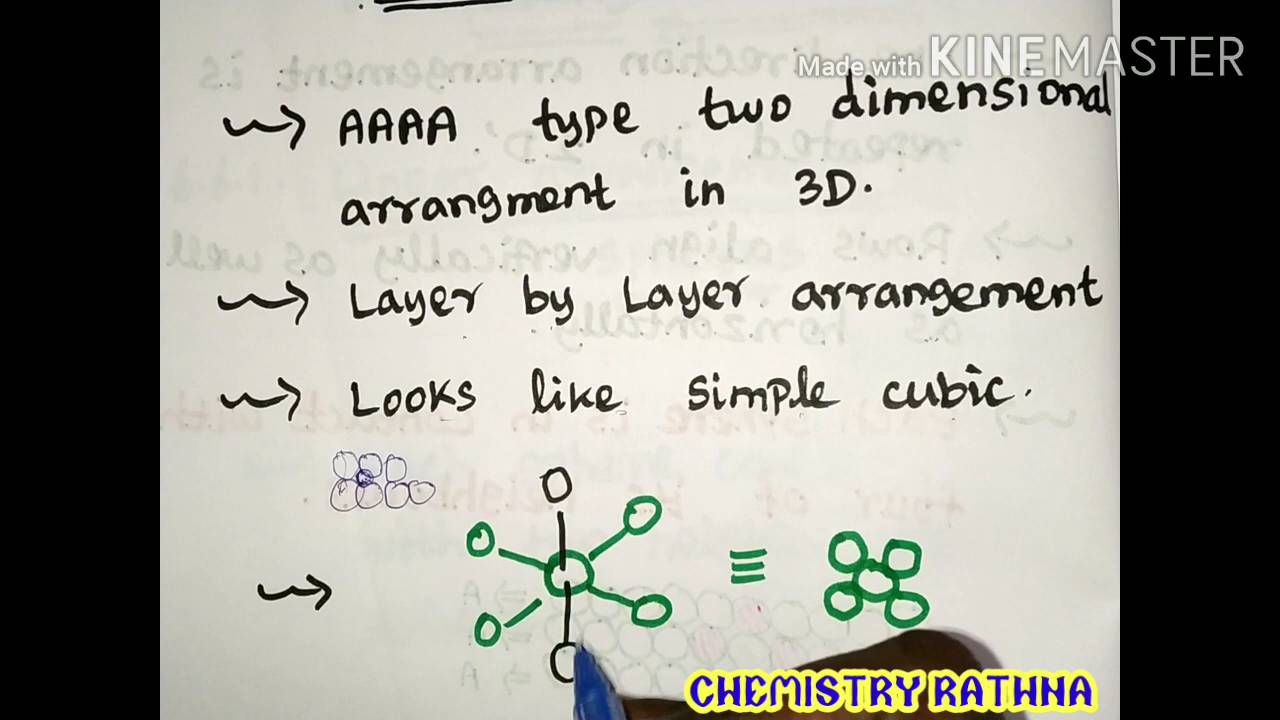 Made with KINEMASTER
AAAA type two dimensional
arrangment in 3D.
Layer by Layer arrangement
Looks like simple cubic.
CHEMISTRY RATHNA